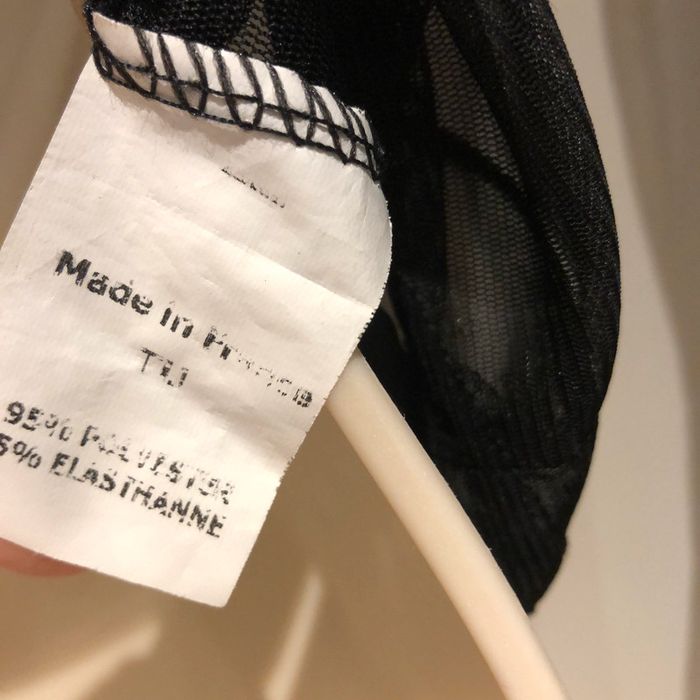 Made in France
TU
95% POLYESTER
5% ELASTHANNE